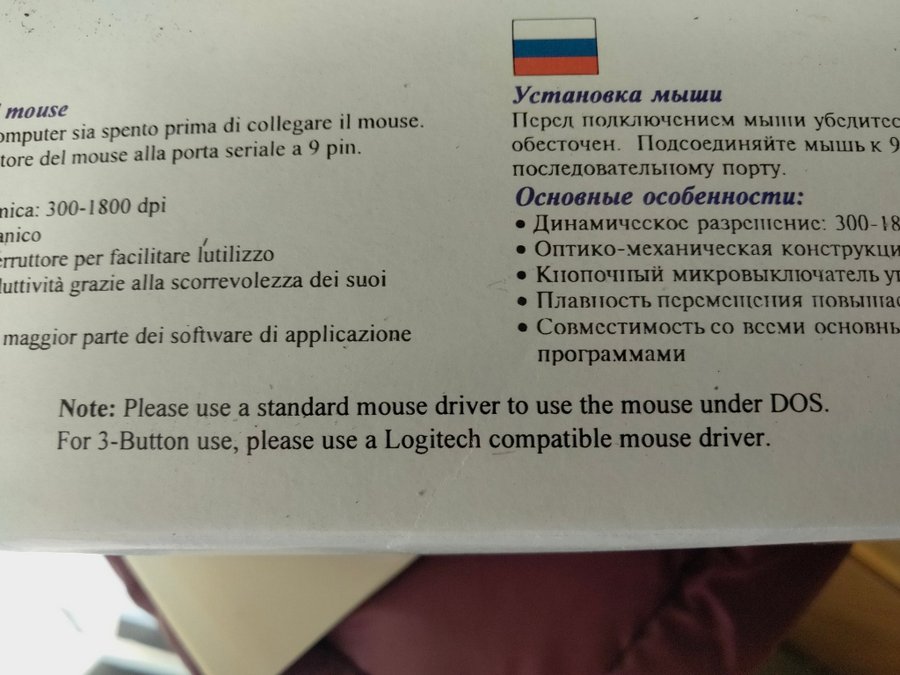 mouse
omputer sia spento prima di collegare il mouse.
tore del mouse alla porta seriale a 9 pin.
mica: 300-1800 dpi
anico
erruttore per facilitare l'utilizzo
luttività grazie alla scorrevolezza dei suoi
maggior parte dei software di applicazione
Установка мыши
Перед подключением мыши убедитес
обесточен. Подсоединяйте мышь к 9
последовательному порту.
Основные особенности:
• Динамическое разрешение: 300-18
• Оптико-механическая конструкци
• Кнопочный микровыключатель у
• Плавность перемещения повыша
• Совместимость со всеми основны
программами
Note: Please use a standard mouse driver to use the mouse under DOS.
For 3-Button use, please use a Logitech compatible mouse driver.